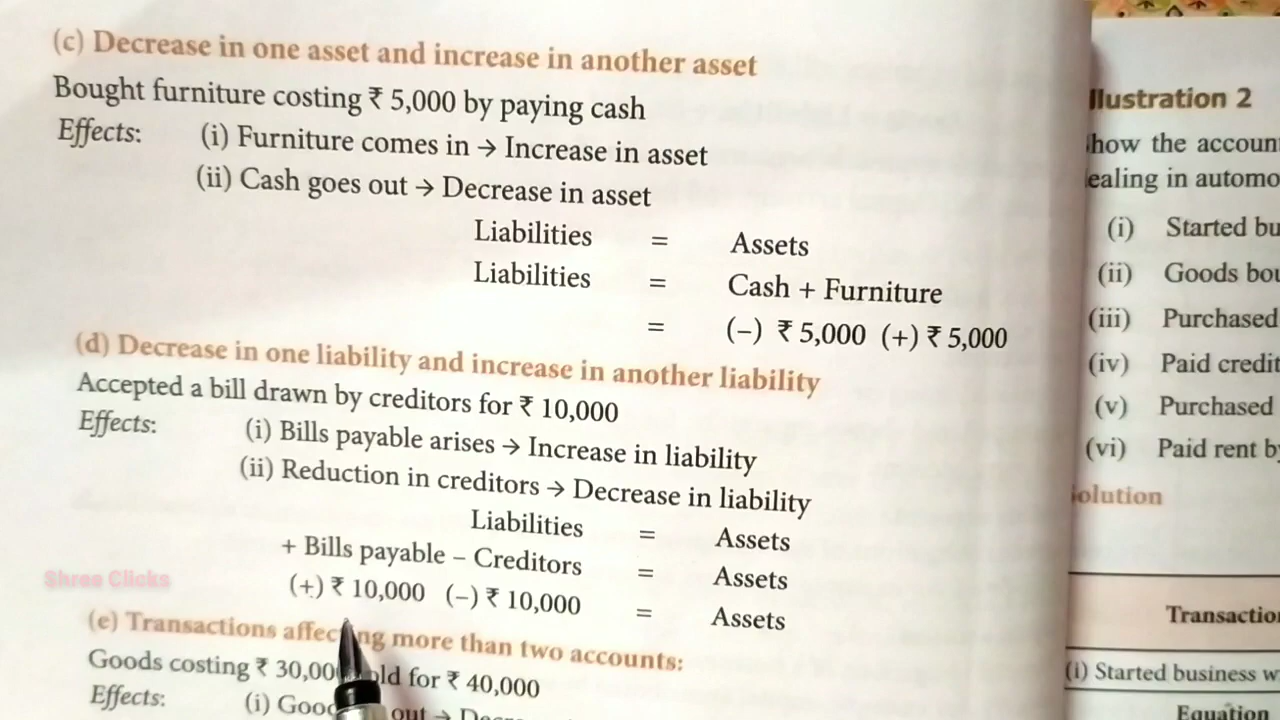 (c) Decrease in one asset and increase in another asset
Bought furniture costing ₹ 5,000 by paying cash
Effects: (i) Furniture comes in → Increase in asset
(ii) Cash goes out → Decrease in asset
Liabilities = Assets
Liabilities = Cash + Furniture
= (–) ₹ 5,000 (+) ₹ 5,000
(d) Decrease in one liability and increase in another liability
Accepted a bill drawn by creditors for ₹ 10,000
Effects: (i) Bills payable arises → Increase in liability
(ii) Reduction in creditors → Decrease in liability
Liabilities = Assets
+ Bills payable – Creditors = Assets
(+) ₹ 10,000 (–) ₹ 10,000 = Assets
(e) Transactions affecting more than two accounts:
Goods costing ₹ 30,00 for ₹ 40,000
Effects: (i) out →
Shree Clicks
llustration 2
how the accoun
ealing in automo
(i) Started bu
(ii) Goods bou
(iii) Purchased
(iv) Paid credit
(v) Purchased
(vi) Paid rent by
olution
Transactio
(i) Started business w
Equation